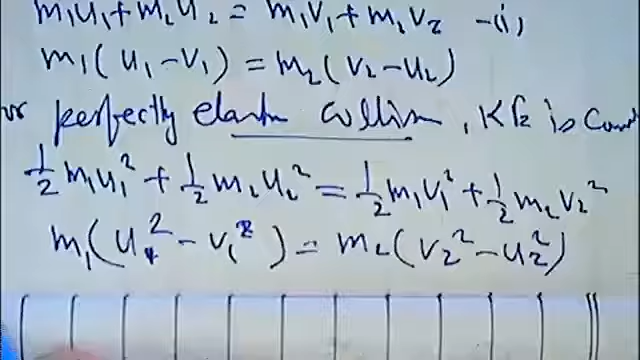 m₁u₁ + m₂u₂ = m₁v₁ + m₂v₂ -(i)
m₁(u₁ - v₁) = m₂(v₂ - u₂)
perfectly elastic collision, KE is
½m₁u₁² + ½m₂u₂² = ½m₁v₁² + ½m₂v₂²
m₁(u₁² - v₁²) = m₂(v₂² - u₂²)